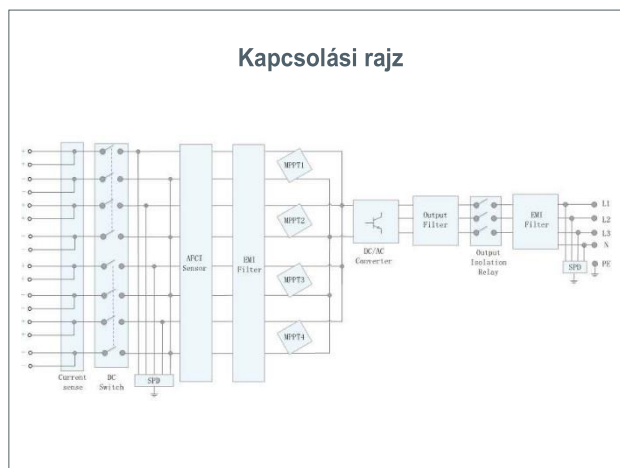 Kapcsolási rajz
+
+
-
-
+
+
-
-
+
+
-
-
+
+
-
-
Current
sense
DC
Switch
SPD
AFCI
Sensor
EMI
Filter
MPPT1
MPPT2
MPPT3
MPPT4
DC/AC
Converter
Output
Filter
Output
Isolation
Relay
EMI
Filter
SPD
L1
L2
L3
N
PE